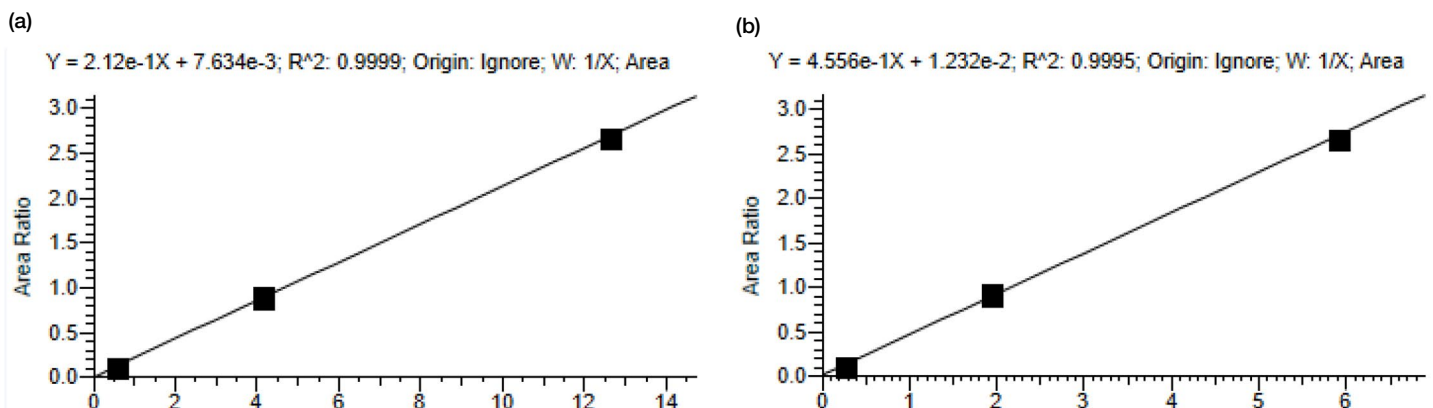 (a)
Y = 2.12e-1X + 7.634e-3; R^2: 0.9999; Origin: Ignore; W: 1/X; Area
3.0
2.5
2.0
1.5
1.0
0.5
0.0
Area Ratio
0 2 4 6 8 10 12 14
(b)
Y = 4.556e-1X + 1.232e-2; R^2: 0.9995; Origin: Ignore; W: 1/X; Area
3.0
2.5
2.0
1.5
1.0
0.5
0.0
Area Ratio
0 1 2 3 4 5 6